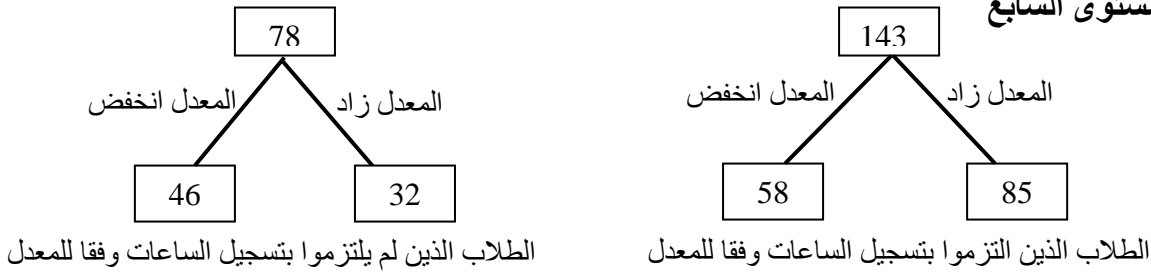 السابع
143
78
المعدل زاد
المعدل انخفض
المعدل زاد
المعدل انخفض
85
58
32
46
الطلاب الذين التزموا بتسجيل الساعات وفقا للمعدل
الطلاب الذين لم يلتزموا بتسجيل الساعات وفقا للمعدل